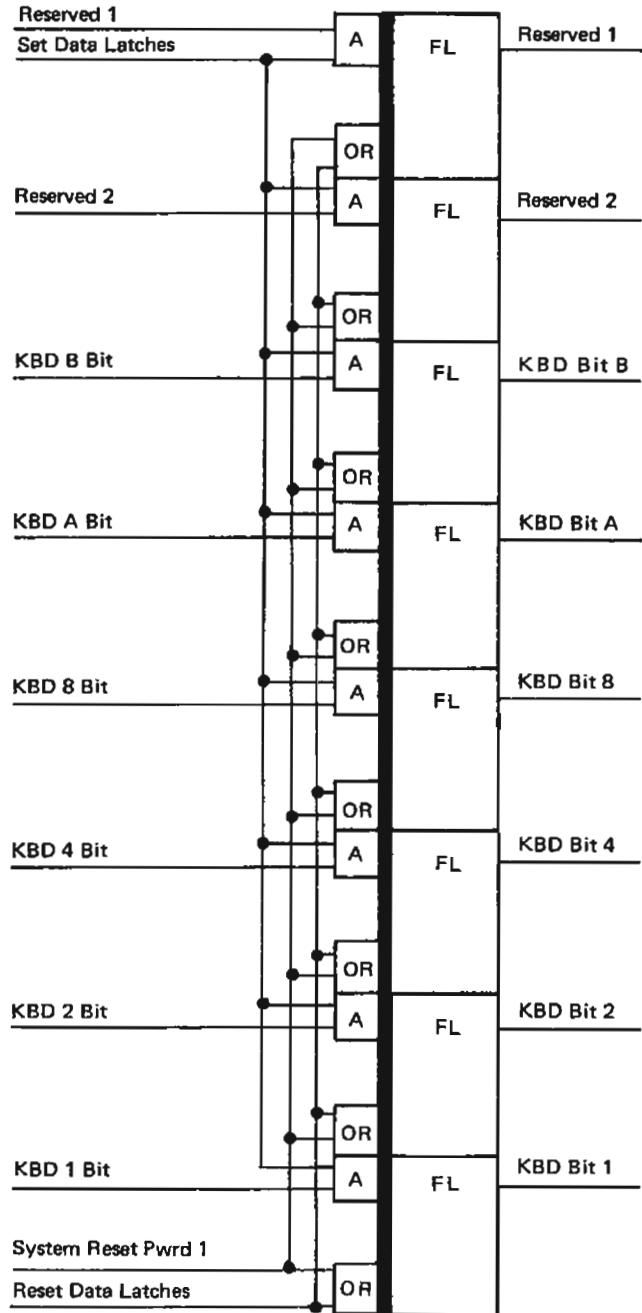 Reserved 1
A
FL
Reserved 1
Set Data Latches
OR
Reserved 2
A
FL
Reserved 2
OR
KBD B Bit
A
FL
KBD Bit B
OR
KBD A Bit
A
FL
KBD Bit A
OR
KBD 8 Bit
A
FL
KBD Bit 8
OR
KBD 4 Bit
A
FL
KBD Bit 4
OR
KBD 2 Bit
A
FL
KBD Bit 2
OR
KBD 1 Bit
A
FL
KBD Bit 1
System Reset Pwrd 1
OR
Reset Data Latches